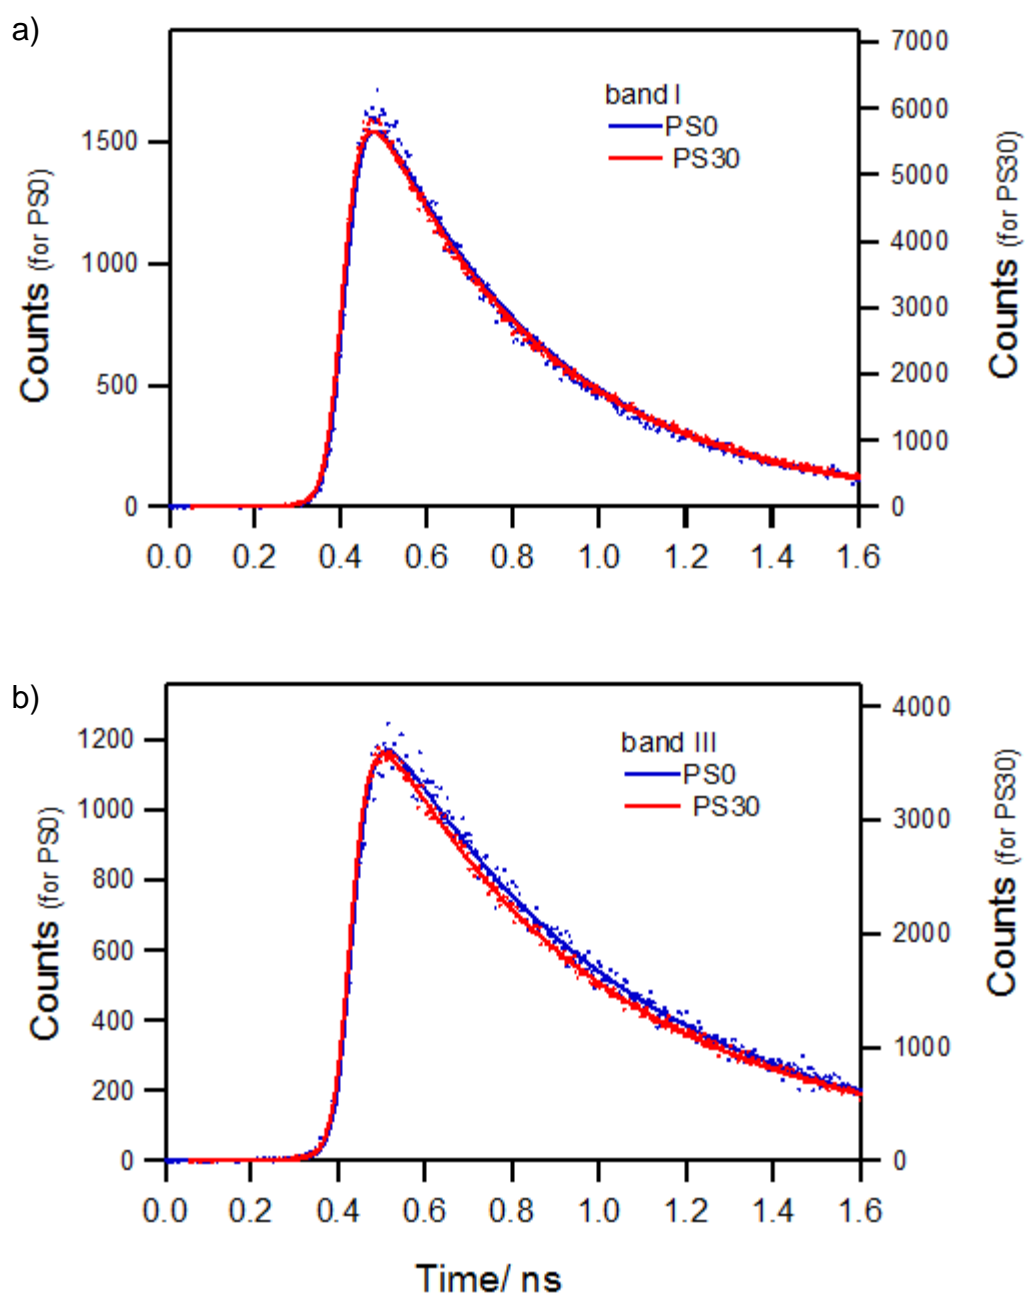 a)
Counts (for PS0)
1500
1000
500
0
band I
PS0
PS30
7000
6000
5000
4000
3000
2000
1000
0
Counts (for PS30)
0.0 0.2 0.4 0.6 0.8 1.0 1.2 1.4 1.6
b)
Counts (for PS0)
1200
1000
800
600
400
200
0
band III
PS0
PS30
4000
3000
2000
1000
0
Counts (for PS30)
0.0 0.2 0.4 0.6 0.8 1.0 1.2 1.4 1.6
Time/ ns